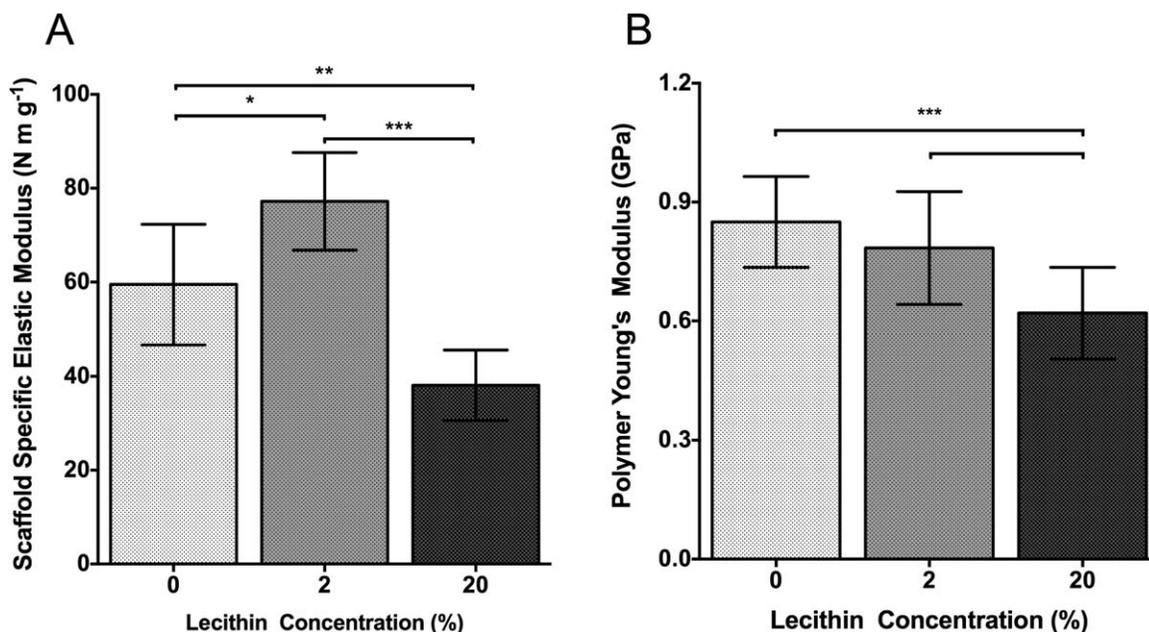 A
Scaffold Specific Elastic Modulus (N m g-1)
100
80
60
40
20
0
**
*
***
0 2 20
Lecithin Concentration (%)
B
Polymer Young's Modulus (GPa)
1.2
0.9
0.6
0.3
0.0
***
0 2 20
Lecithin Concentration (%)